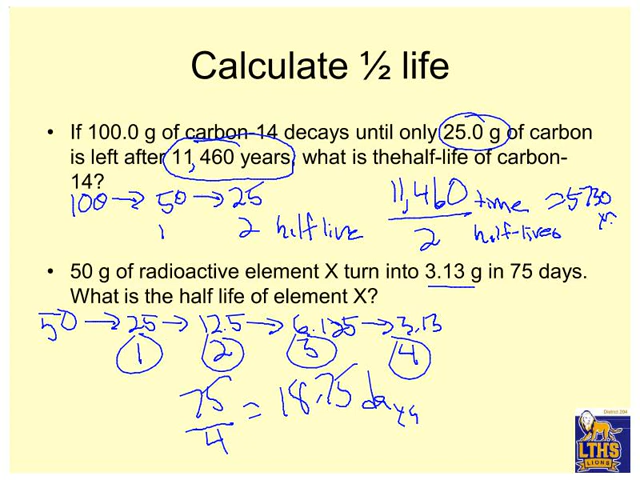 Calculate ½ life
• If 100.0 g of carbon-14 decays until only 25.0 g of carbon
is left after 11,460 years, what is thehalf-life of carbon-
14?
100 → 50 → 25
1 2 half live
11,460 time = 5730
2 half-lives yr.
• 50 g of radioactive element X turn into 3.13 g in 75 days.
What is the half life of element X?
50 → 25 → 12.5 → 6.125 → 3.13
1 2 3 4
75 = 18.75 days
4
District 204
LTHS
LIONS